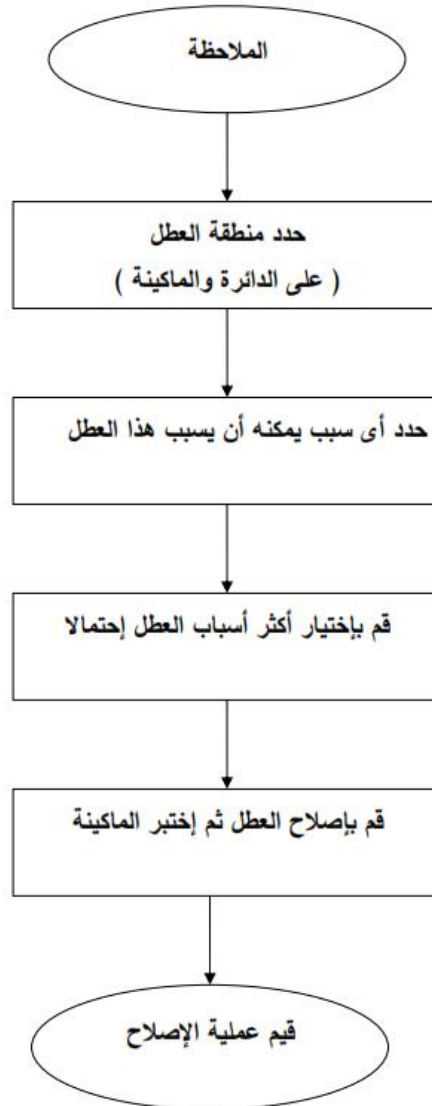 الملاحظة
حدد منطقة العطل
( على الدائرة والماكينة )
حدد أى سبب يمكنه أن يسبب هذا العطل
قم بإختيار أكثر أسباب العطل إحتمالا
قم بإصلاح العطل ثم إختبر الماكينة
قيم عملية الإصلاح